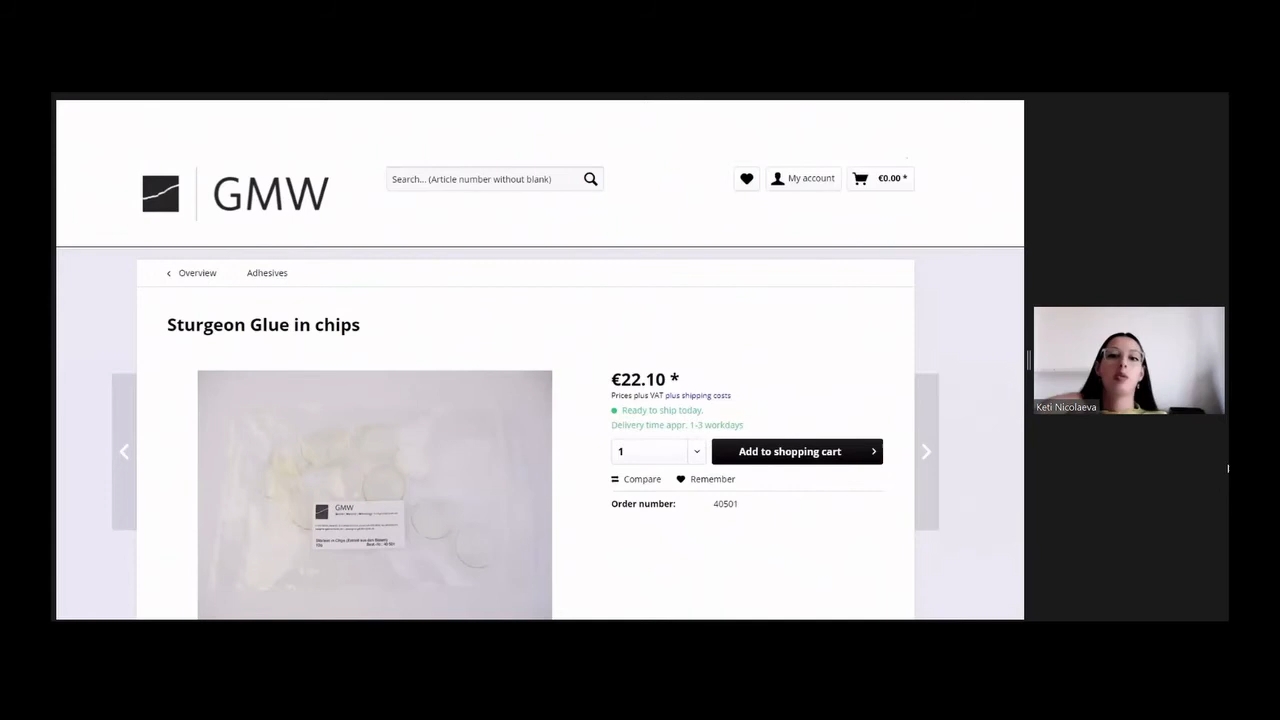 GMW
Search... (Article number without blank)
My account
€0.00 *
Overview
Adhesives
Sturgeon Glue in chips
€22.10 *
Prices plus VAT plus shipping costs
Ready to ship today.
Delivery time appr. 1-3 workdays
1
Add to shopping cart
Compare
Remember
Order number: 40501
GMW
Keti Nicolaeva